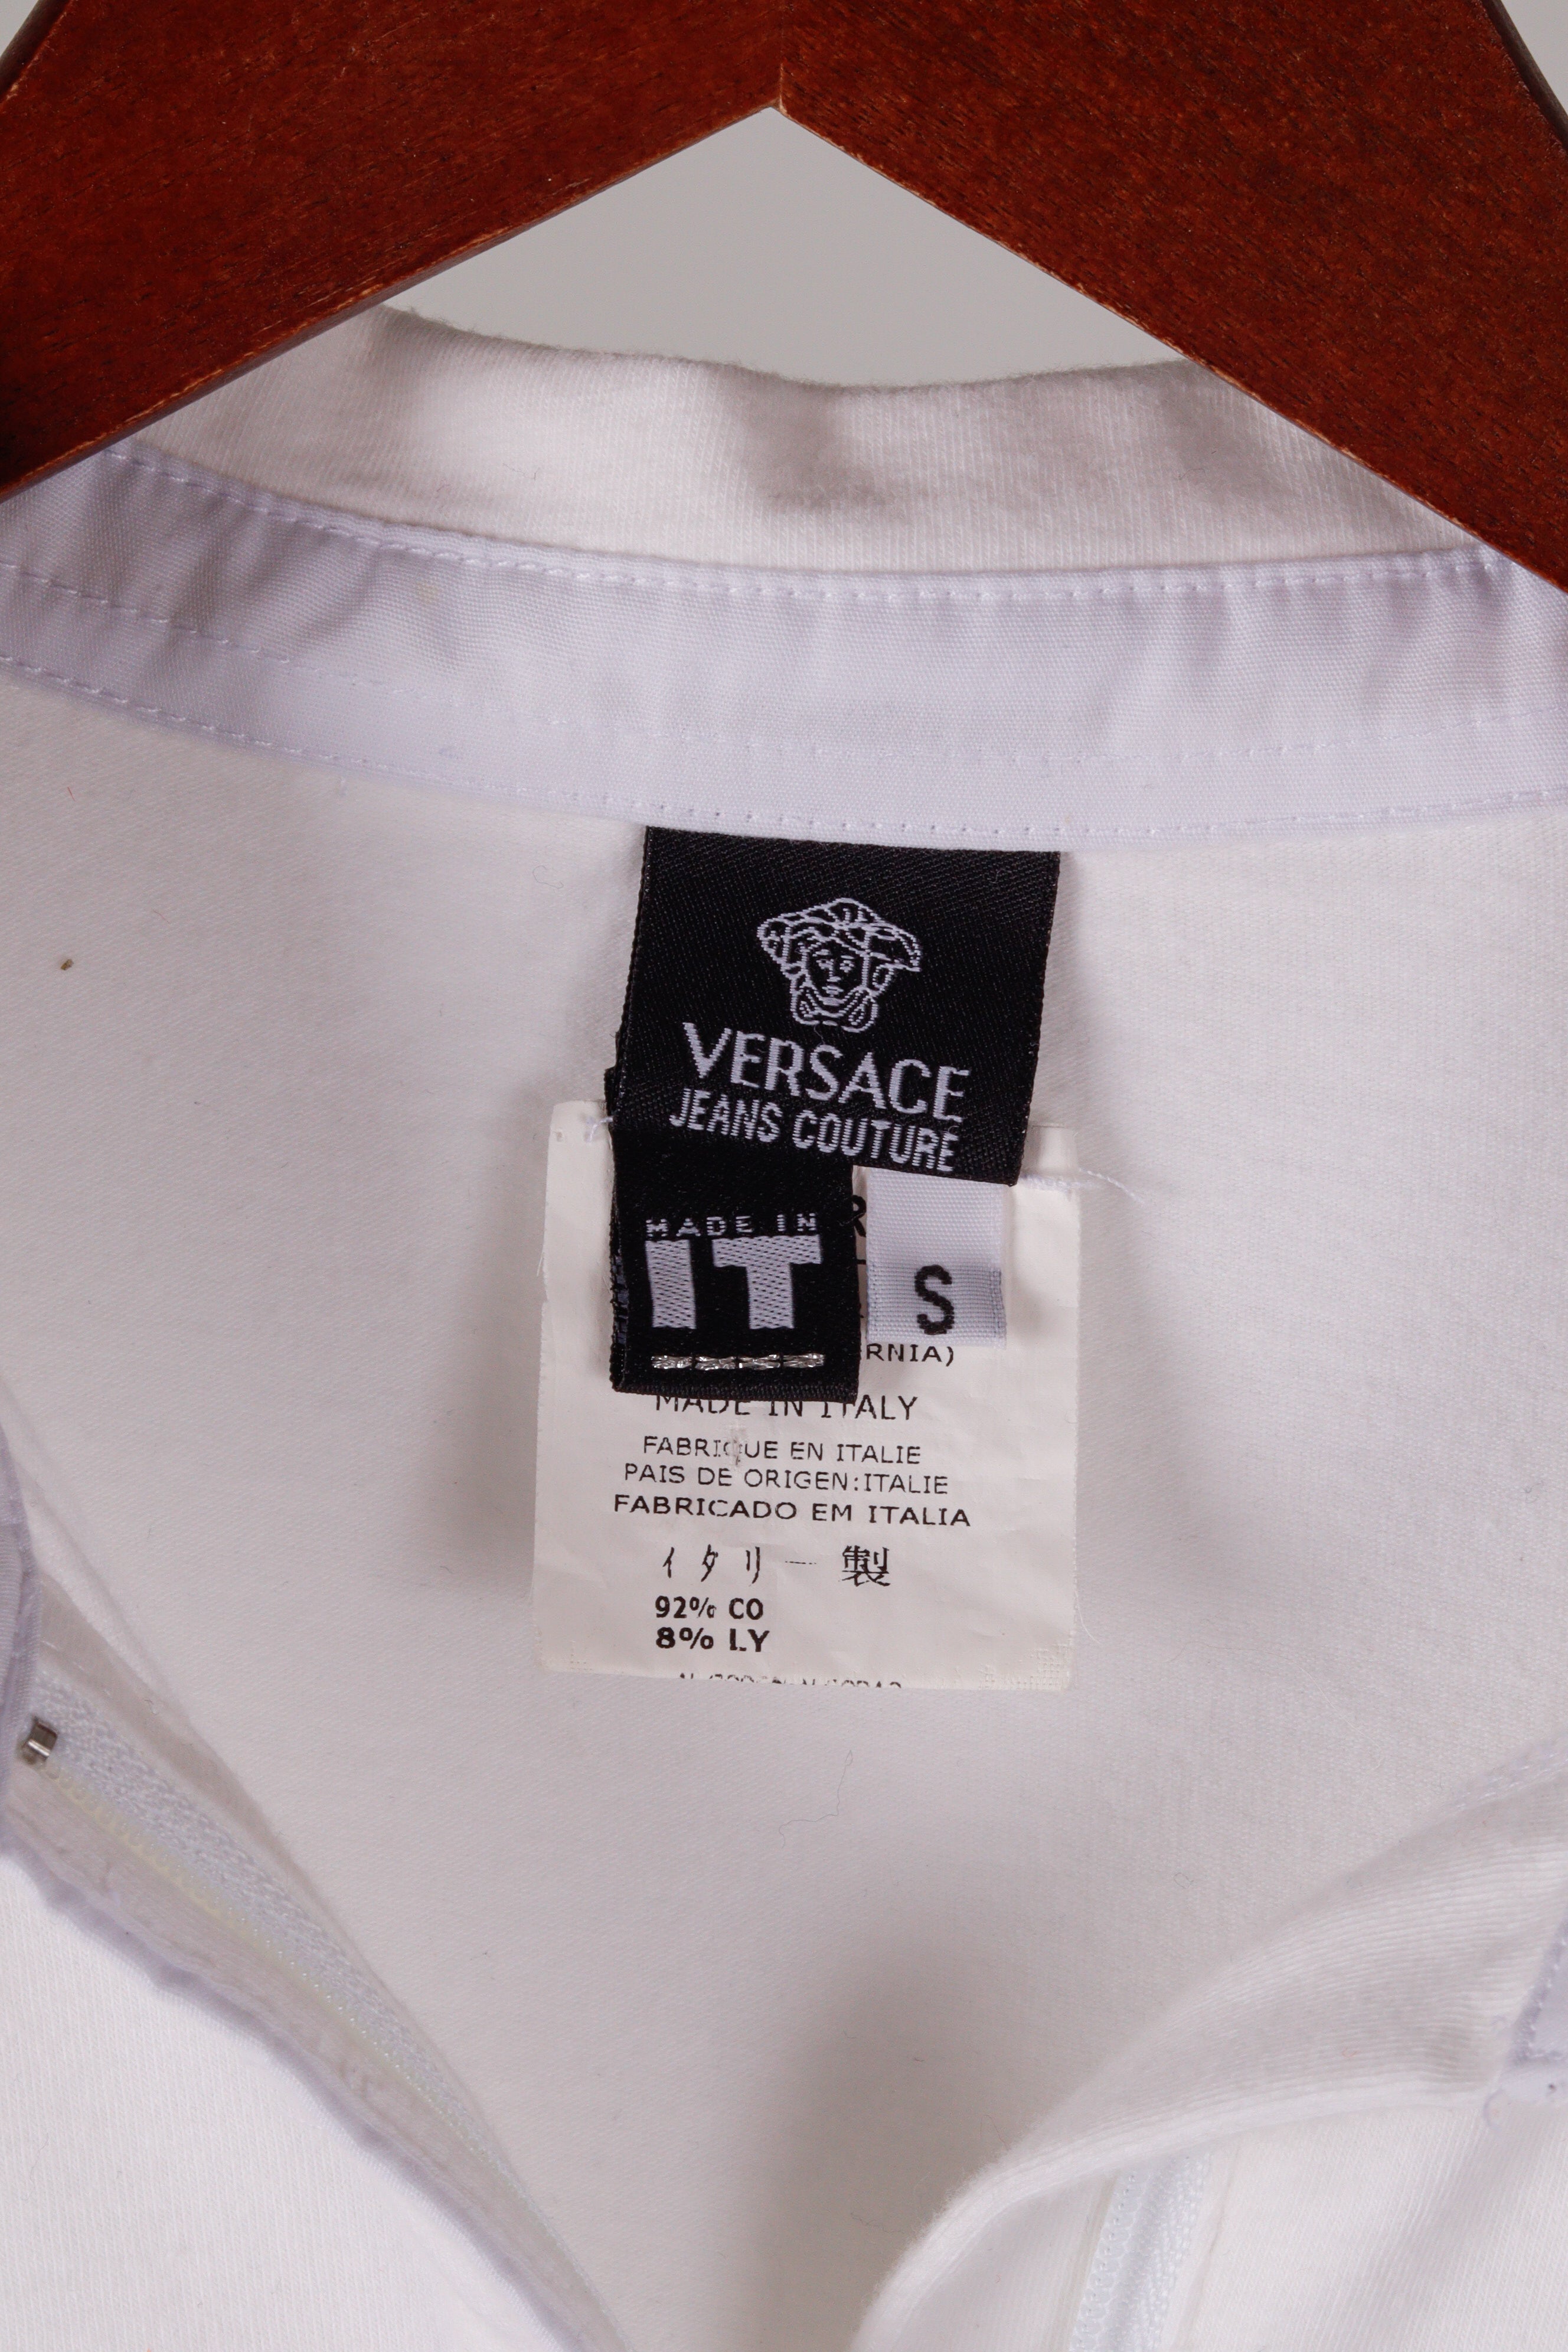 VERSACE
JEANS COUTURE
MADE IN
IT
S
RNIA)
MADE IN ITALY
FABRIQUE EN ITALIE
PAIS DE ORIGEN:ITALIE
FABRICADO EM ITALIA
イタリー製
92% CO
8% LY